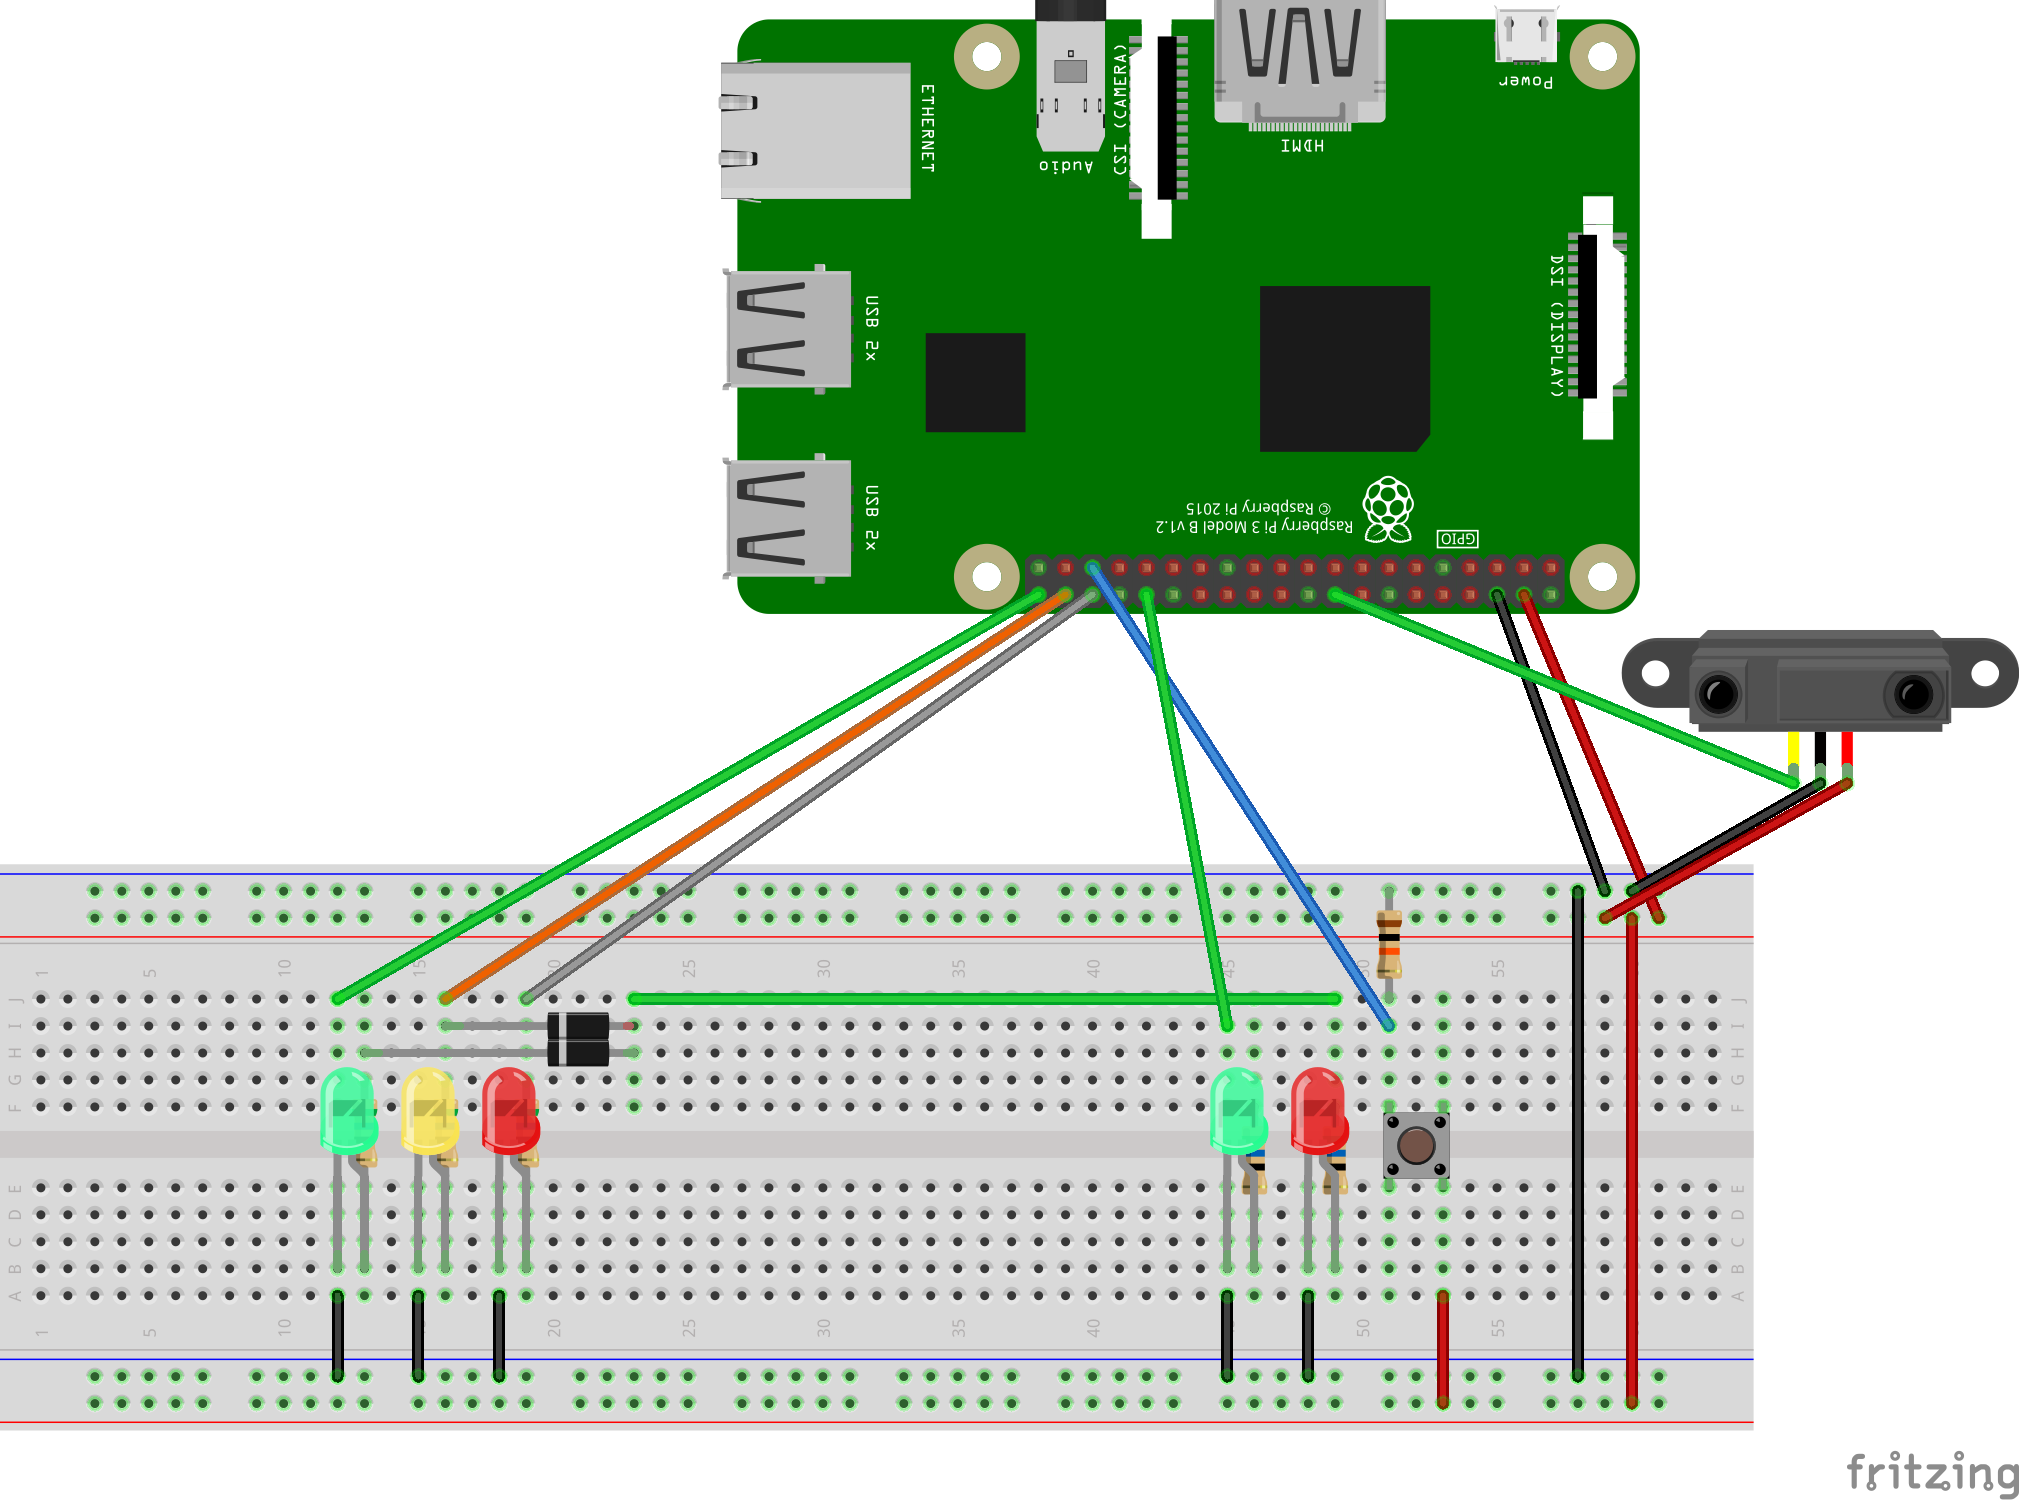 ETHERNET
Audio
CSI (CAMERA)
HDMI
Power
DSI (DISPLAY)
USB 2x
USB 2x
© Raspberry Pi 2015
Raspberry Pi 3 Model B v1.2
GPIO
1 5 10 15 20 25 30 35 40 45 50 55
J J
I I
H H
G G
F F
E E
D D
C C
B B
A A
1 5 10 15 20 25 30 35 40 45 50 55
fritzing